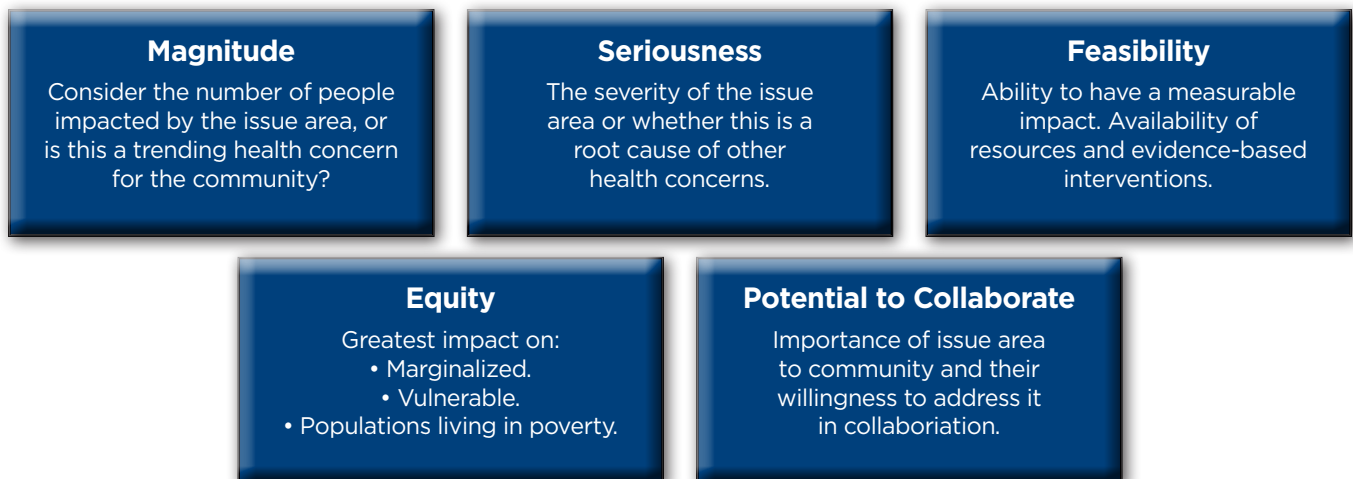 Magnitude
Consider the number of people
impacted by the issue area, or
is this a trending health concern
for the community?
Seriousness
The severity of the issue
area or whether this is a
root cause of other
health concerns.
Feasibility
Ability to have a measurable
impact. Availability of
resources and evidence-based
interventions.
Equity
Greatest impact on:
• Marginalized.
• Vulnerable.
• Populations living in poverty.
Potential to Collaborate
Importance of issue area
to community and their
willingness to address it
in collaboriation.